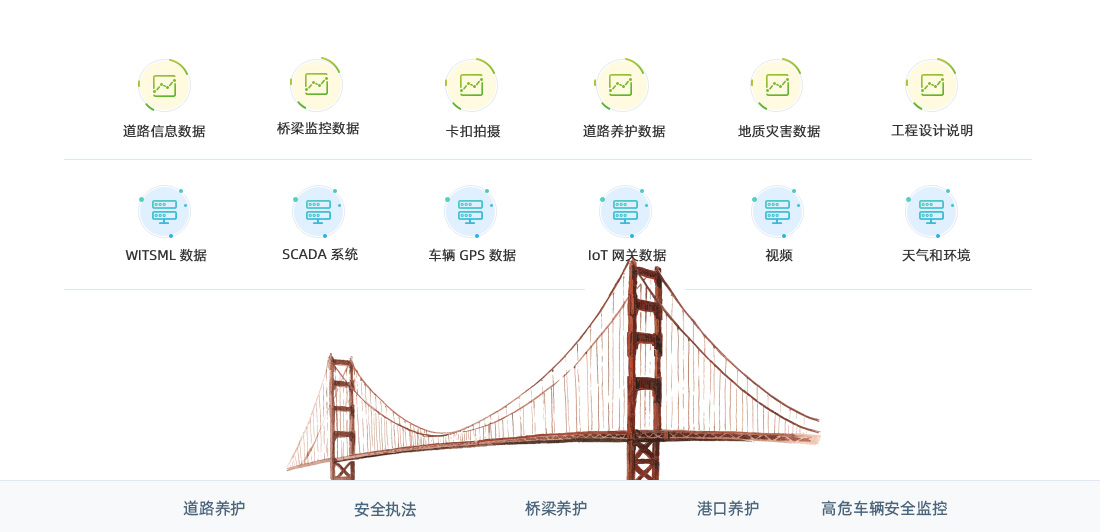 道路信息数据
桥梁监控数据
卡扣拍摄
道路养护数据
地质灾害数据
工程设计说明
WITSML 数据
SCADA 系统
车辆 GPS 数据
IoT 网关数据
视频
天气和环境
道路养护
安全执法
桥梁养护
港口养护
高危车辆安全监控